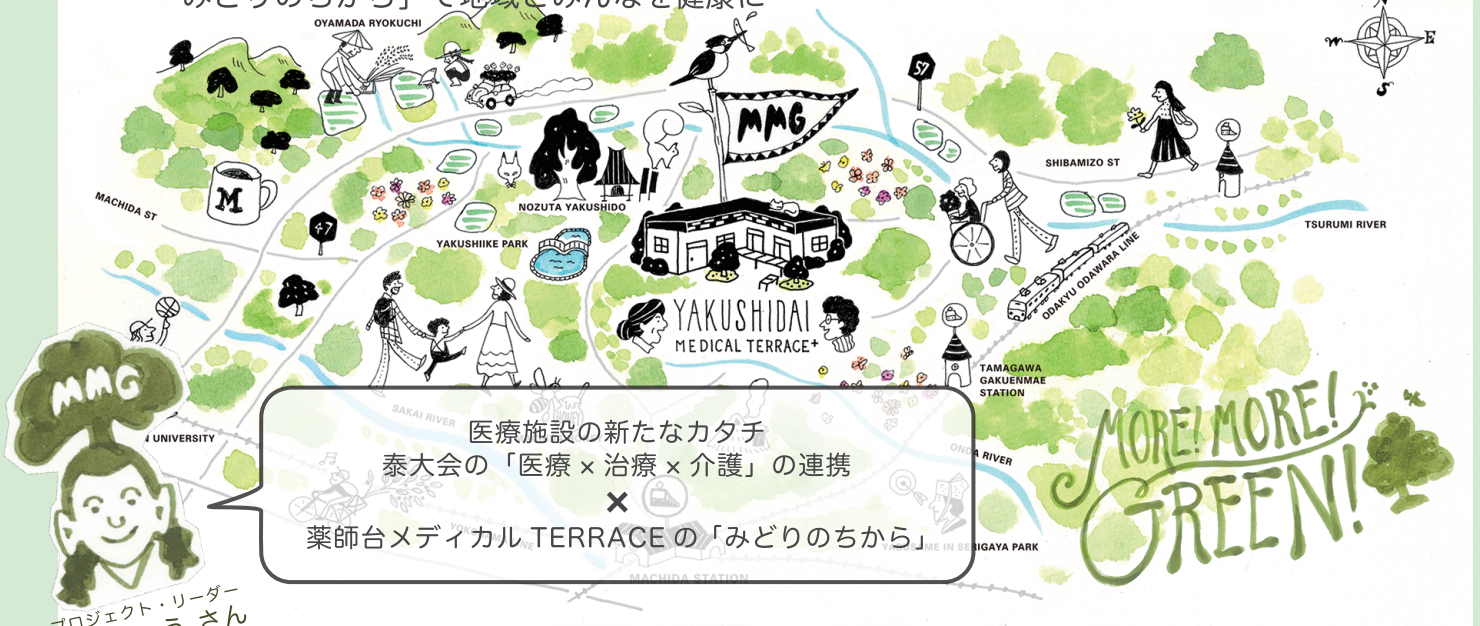 みどりのちから」で地域とみんなを健康に
OYAMADA RYOKUCHI
N
W
E
S
57
MMG
SHIBAMIZO ST
M
MACHIDA ST
NOZUTA YAKUSHIDO
47
YAKUSHIIKE PARK
TSURUMI RIVER
ODAKYU ODAWARA LINE
YAKUSHIDAI
MEDICAL TERRACE+
TAMAGAWA
GAKUENMAE
STATION
MMG
SAKAI RIVER
N UNIVERSITY
ONDA RIVER
医療施設の新たなカタチ
泰大会の「医療 × 治療 × 介護」の連携
×
薬師台メディカル TERRACE の「みどりのちから」
IN SERIGAYA PARK
MACHIDA STATION
MORE! MORE!
GREEN!
プロジェクト・リーダー
さん